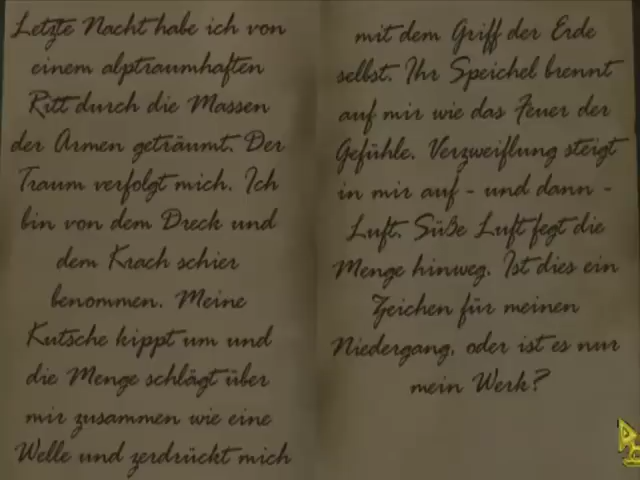 Letzte Nacht habe ich von
einem alptraumhaften
Ritt durch die Massen
der Armen geträumt. Der
Traum verfolgt mich. Ich
bin von dem Dreck und
dem Krach schier
benommen. Meine
Kutsche kippt um und
die Menge schlägt über
mir zusammen wie eine
Welle und zerdrückt mich
mit dem Griff der Erde
selbst. Ihr Speichel brennt
auf mir wie das Feuer der
Gefühle. Verzweiflung steigt
in mir auf - und dann -
Luft. Süße Luft fegt die
Menge hinweg. Ist dies ein
Zeichen für meinen
Niedergang, oder ist es nur
mein Werk?